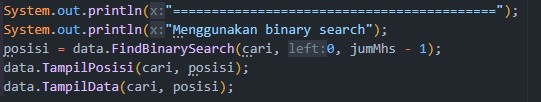 System.out.println(x: "========================================");
System.out.println(x: "Menggunakan binary search");
posisi = data.FindBinarySearch(cari, left: 0, jumMhs - 1);
data.TampilPosisi(cari, posisi);
data.TampilData(cari, posisi);